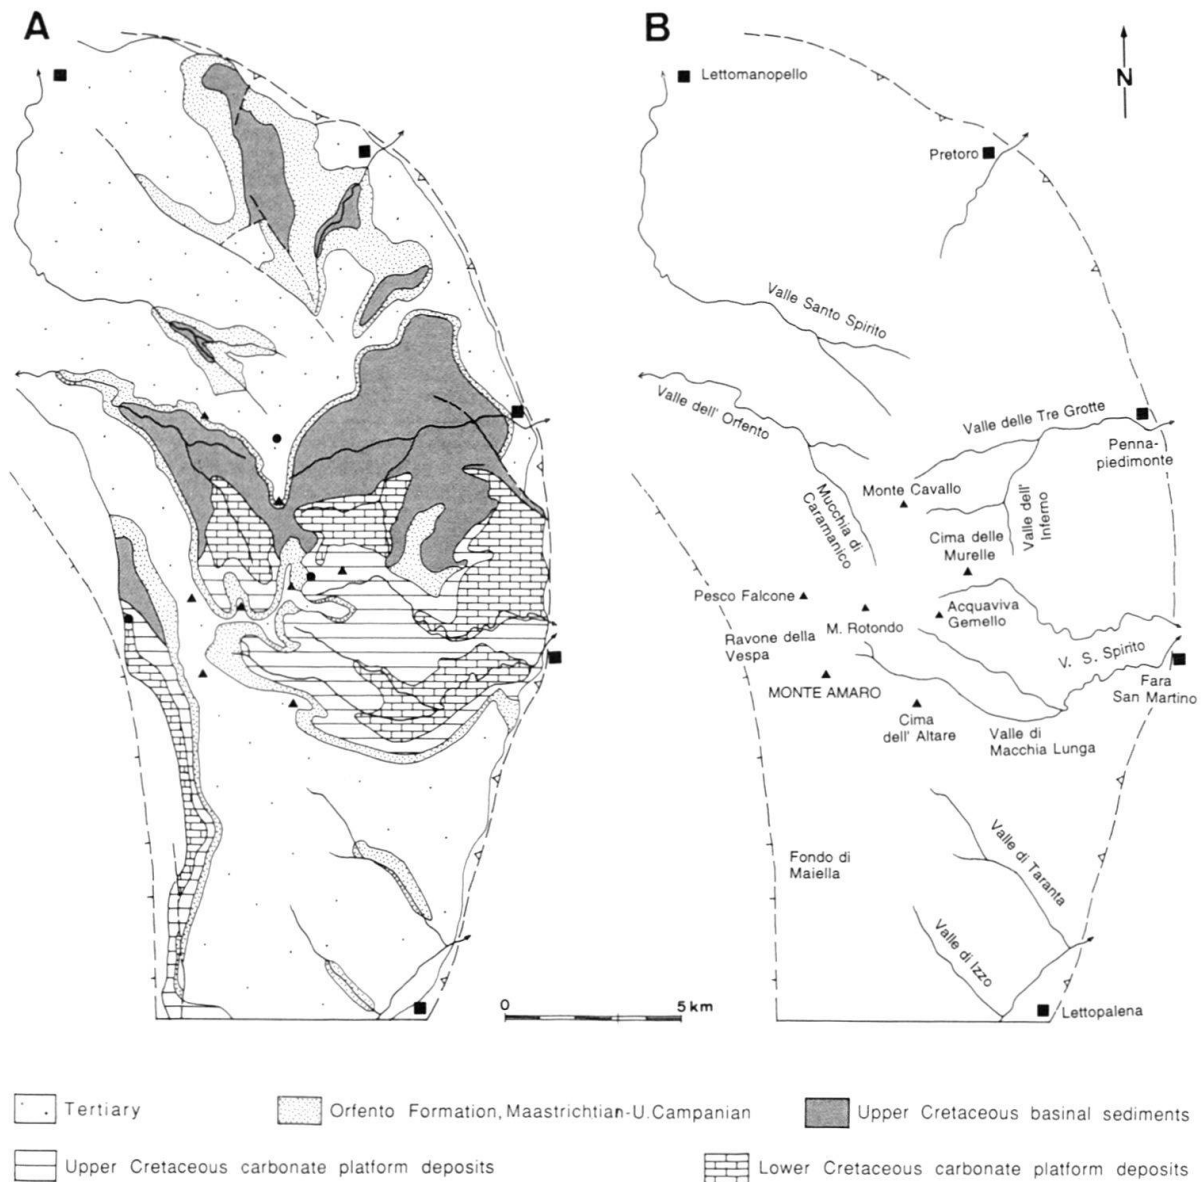 A
B
N
Lettomanopello
Pretoro
Valle Santo Spirito
Valle dell' Orfento
Valle delle Tre Grotte
Penna-
piedimonte
Mucchia di
Caramanico
Monte Cavallo
Valle dell'
Inferno
Cima delle
Murelle
Pesco Falcone
Acquaviva
Gemello
M. Rotondo
Ravone della
Vespa
V. S. Spirito
MONTE AMARO
Fara
San Martino
Cima
dell' Altare
Valle di
Macchia Lunga
Fondo di
Maiella
Valle di Taranta
Valle di Izzo
Lettopalena
0 5 km
Tertiary
Orfento Formation, Maastrichtian-U. Campanian
Upper Cretaceous basinal sediments
Upper Cretaceous carbonate platform deposits
Lower Cretaceous carbonate platform deposits